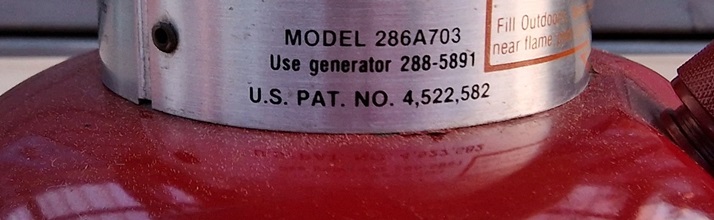 MODEL 286A703
Use generator 288-5891
U.S. PAT. NO. 4,522,582
Fill Outdoo
near flame